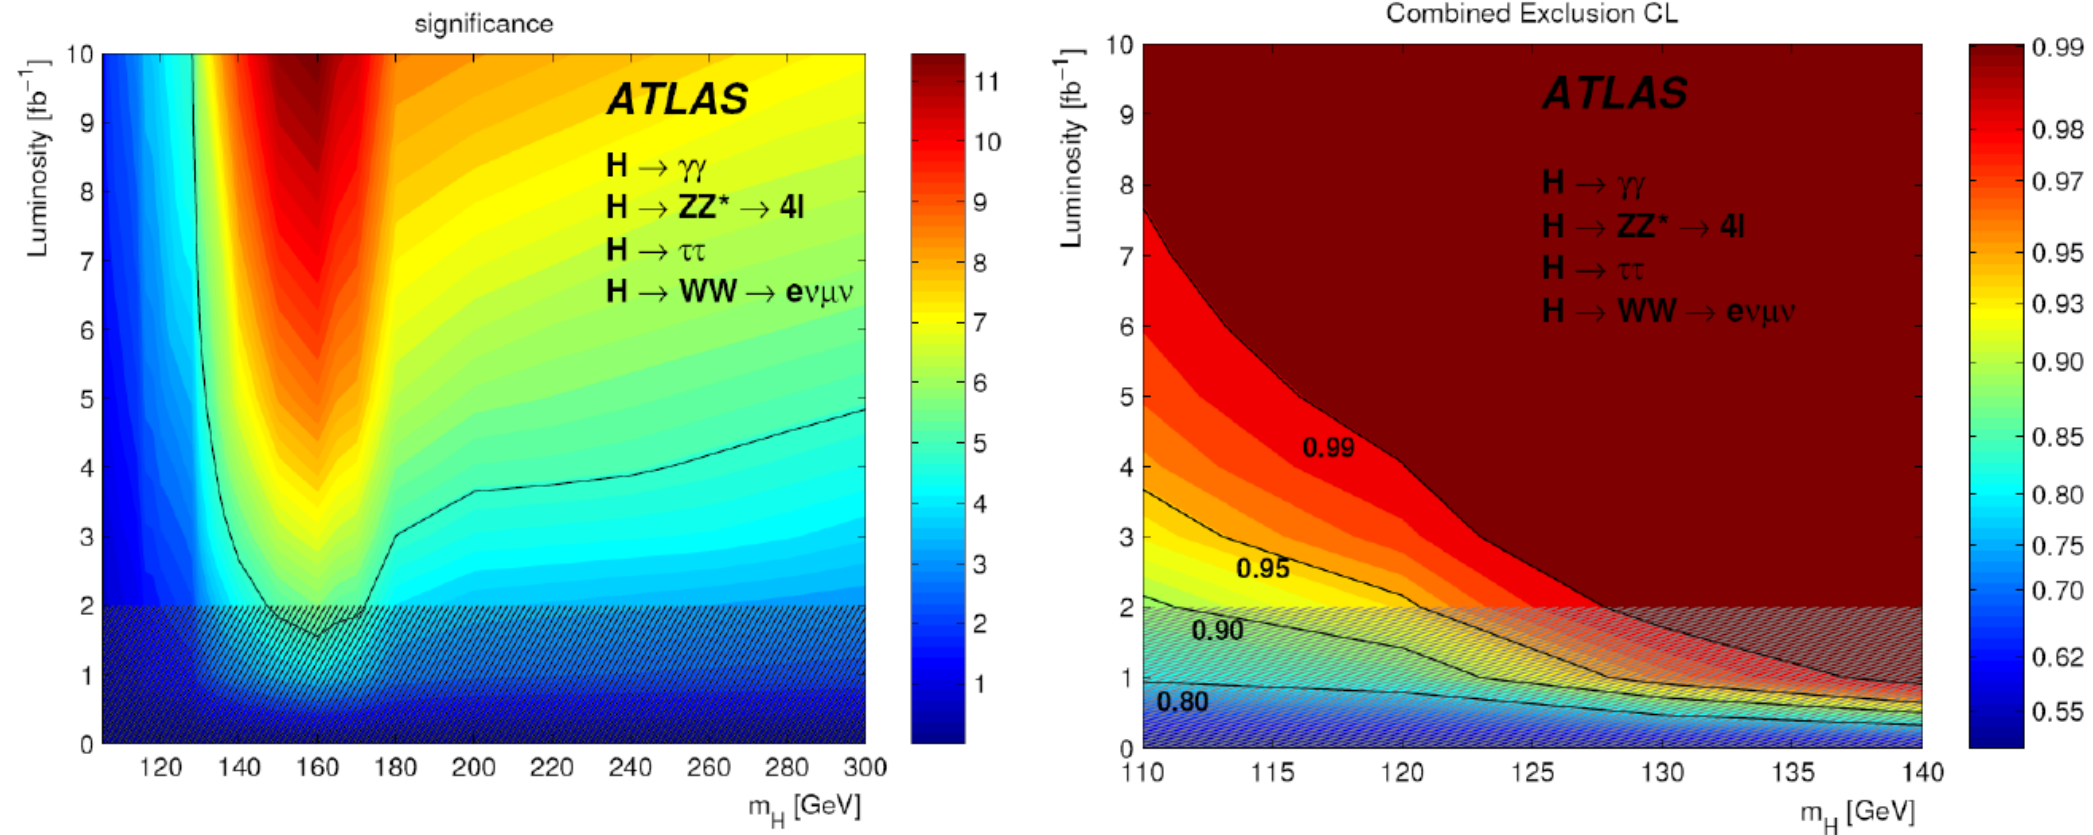 significance
Luminosity [fb⁻¹]
10
9
8
7
6
5
4
3
2
1
0
120 140 160 180 200 220 240 260 280 300
m_H [GeV]
ATLAS
H → γγ
H → ZZ* → 4l
H → ττ
H → WW → eνμν
11
10
9
8
7
6
5
4
3
2
1
Combined Exclusion CL
Luminosity [fb⁻¹]
10
9
8
7
6
5
4
3
2
1
0
110 115 120 125 130 135 140
m_H [GeV]
ATLAS
H → γγ
H → ZZ* → 4l
H → ττ
H → WW → eνμν
0.99
0.95
0.90
0.80
0.99
0.98
0.97
0.95
0.93
0.90
0.85
0.80
0.75
0.70
0.62
0.55